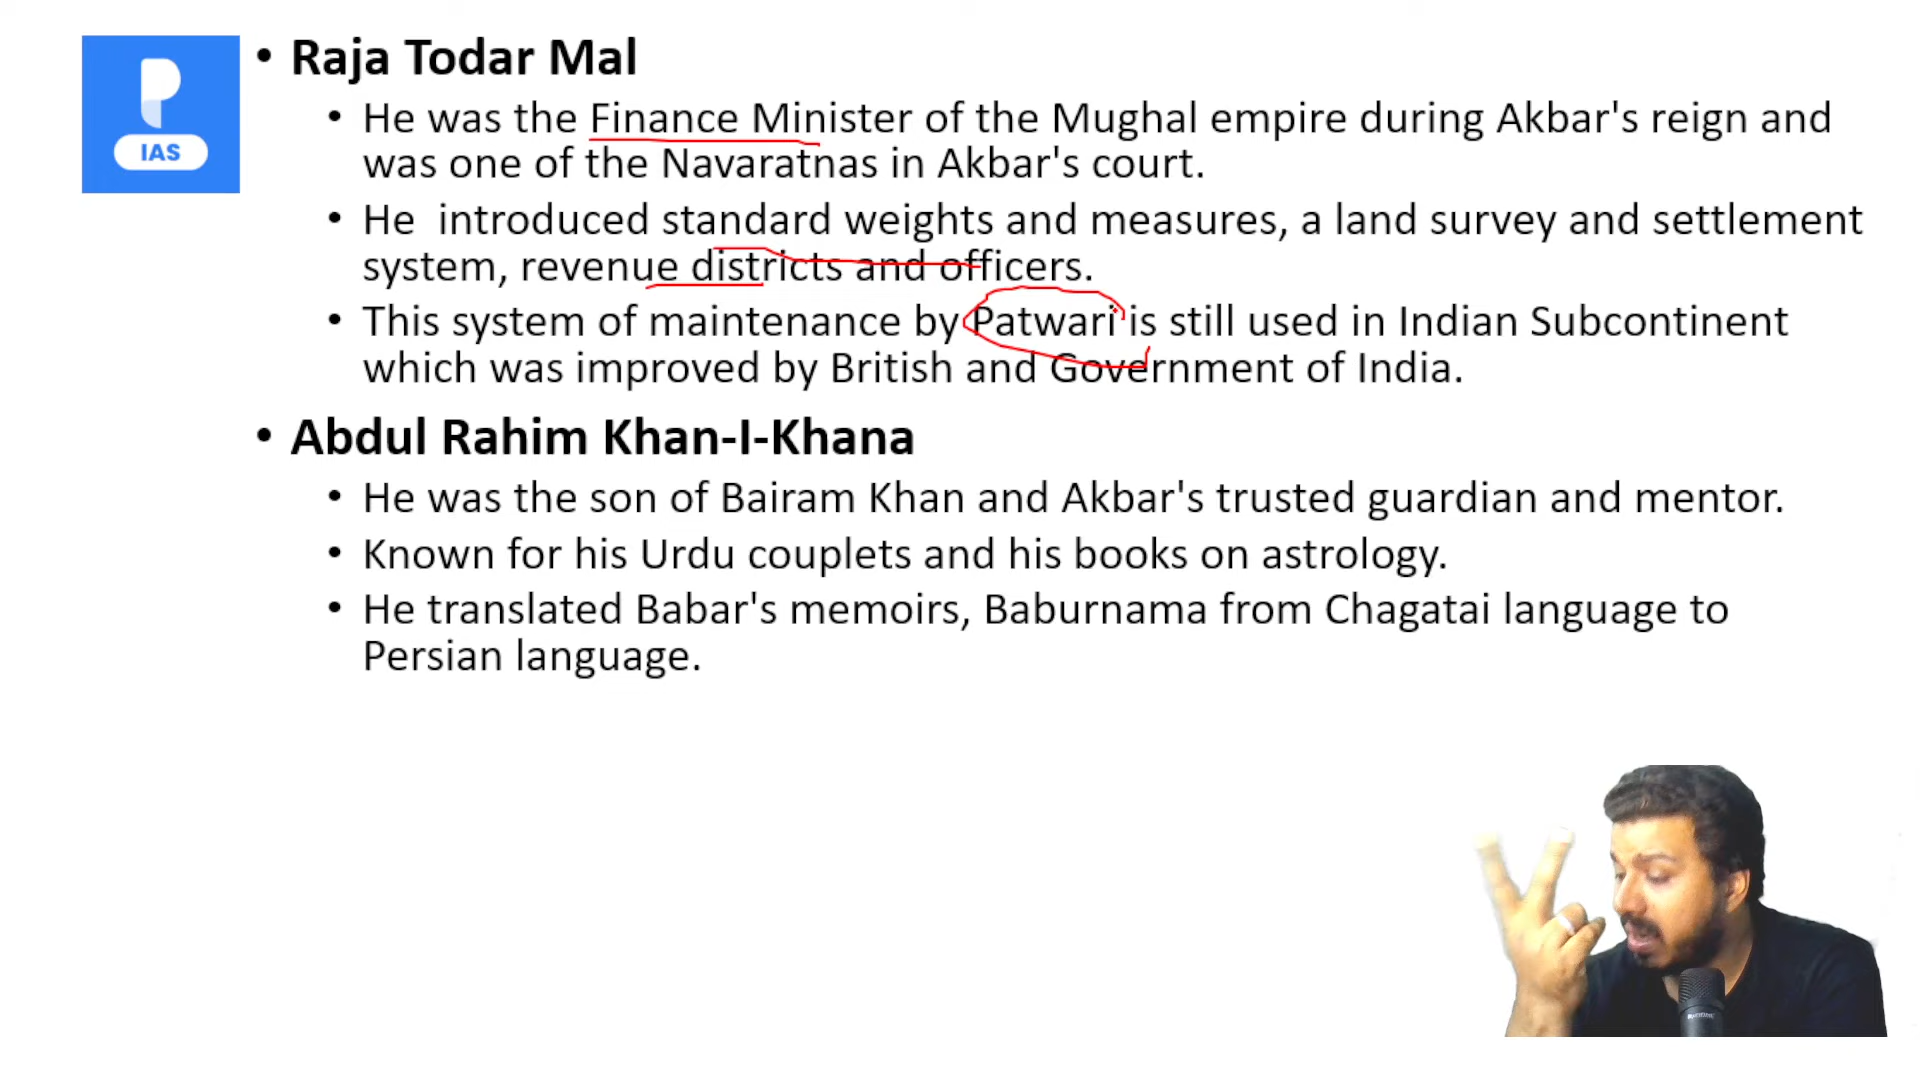 IAS
• Raja Todar Mal
• He was the Finance Minister of the Mughal empire during Akbar's reign and
was one of the Navaratnas in Akbar's court.
• He introduced standard weights and measures, a land survey and settlement
system, revenue districts and officers.
• This system of maintenance by Patwari is still used in Indian Subcontinent
which was improved by British and Government of India.
• Abdul Rahim Khan-I-Khana
• He was the son of Bairam Khan and Akbar's trusted guardian and mentor.
• Known for his Urdu couplets and his books on astrology.
• He translated Babar's memoirs, Baburnama from Chagatai language to
Persian language.